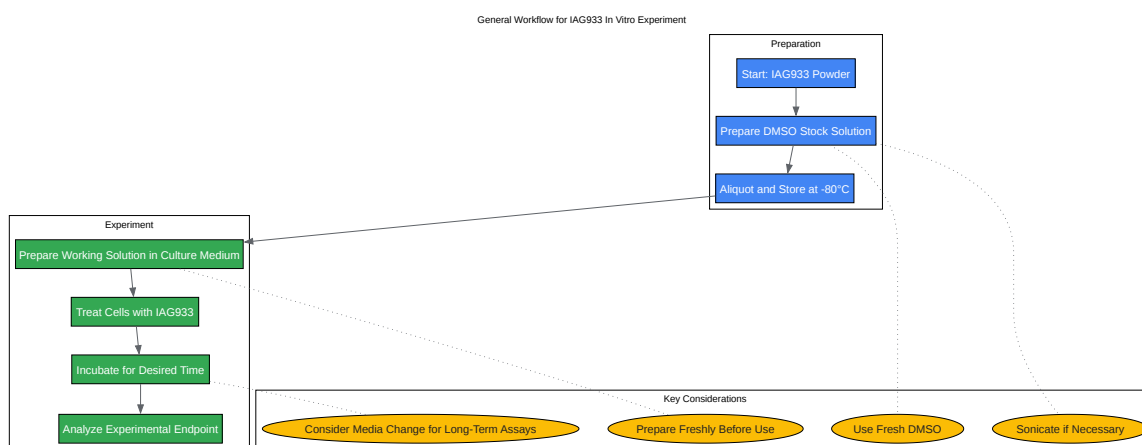 General Workflow for IAG933 In Vitro Experiment
Preparation
Start: IAG933 Powder
Prepare DMSO Stock Solution
Aliquot and Store at -80°C
Experiment
Prepare Working Solution in Culture Medium
Treat Cells with IAG933
Incubate for Desired Time
Analyze Experimental Endpoint
Key Considerations
Consider Media Change for Long-Term Assays
Prepare Freshly Before Use
Use Fresh DMSO
Sonicate if Necessary